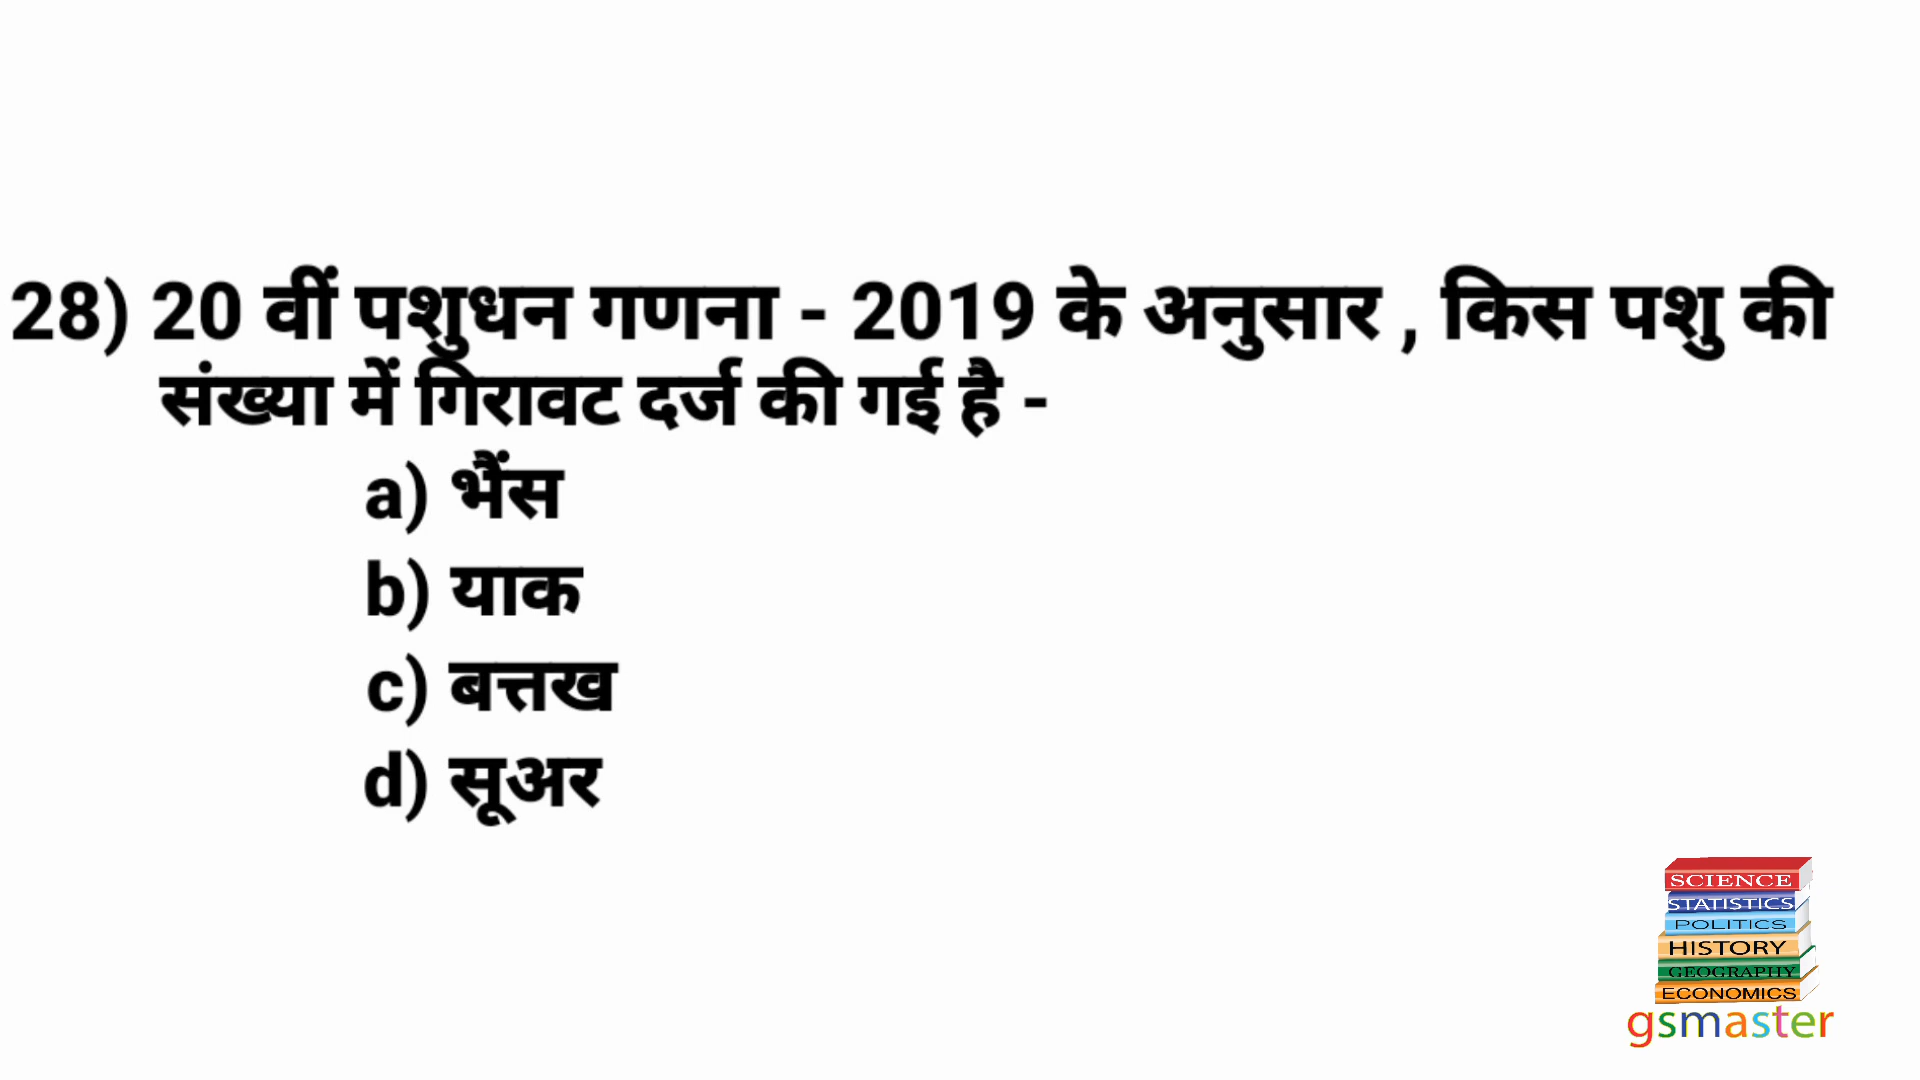 28) 20 वीं पशुधन गणना - 2019 के अनुसार , किस पशु की
संख्या में गिरावट दर्ज की गई है -
a) भैंस
b) याक
c) बत्तख
d) सूअर
SCIENCE
STATISTICS
POLITICS
HISTORY
GEOGRAPHY
ECONOMICS
gsmaster